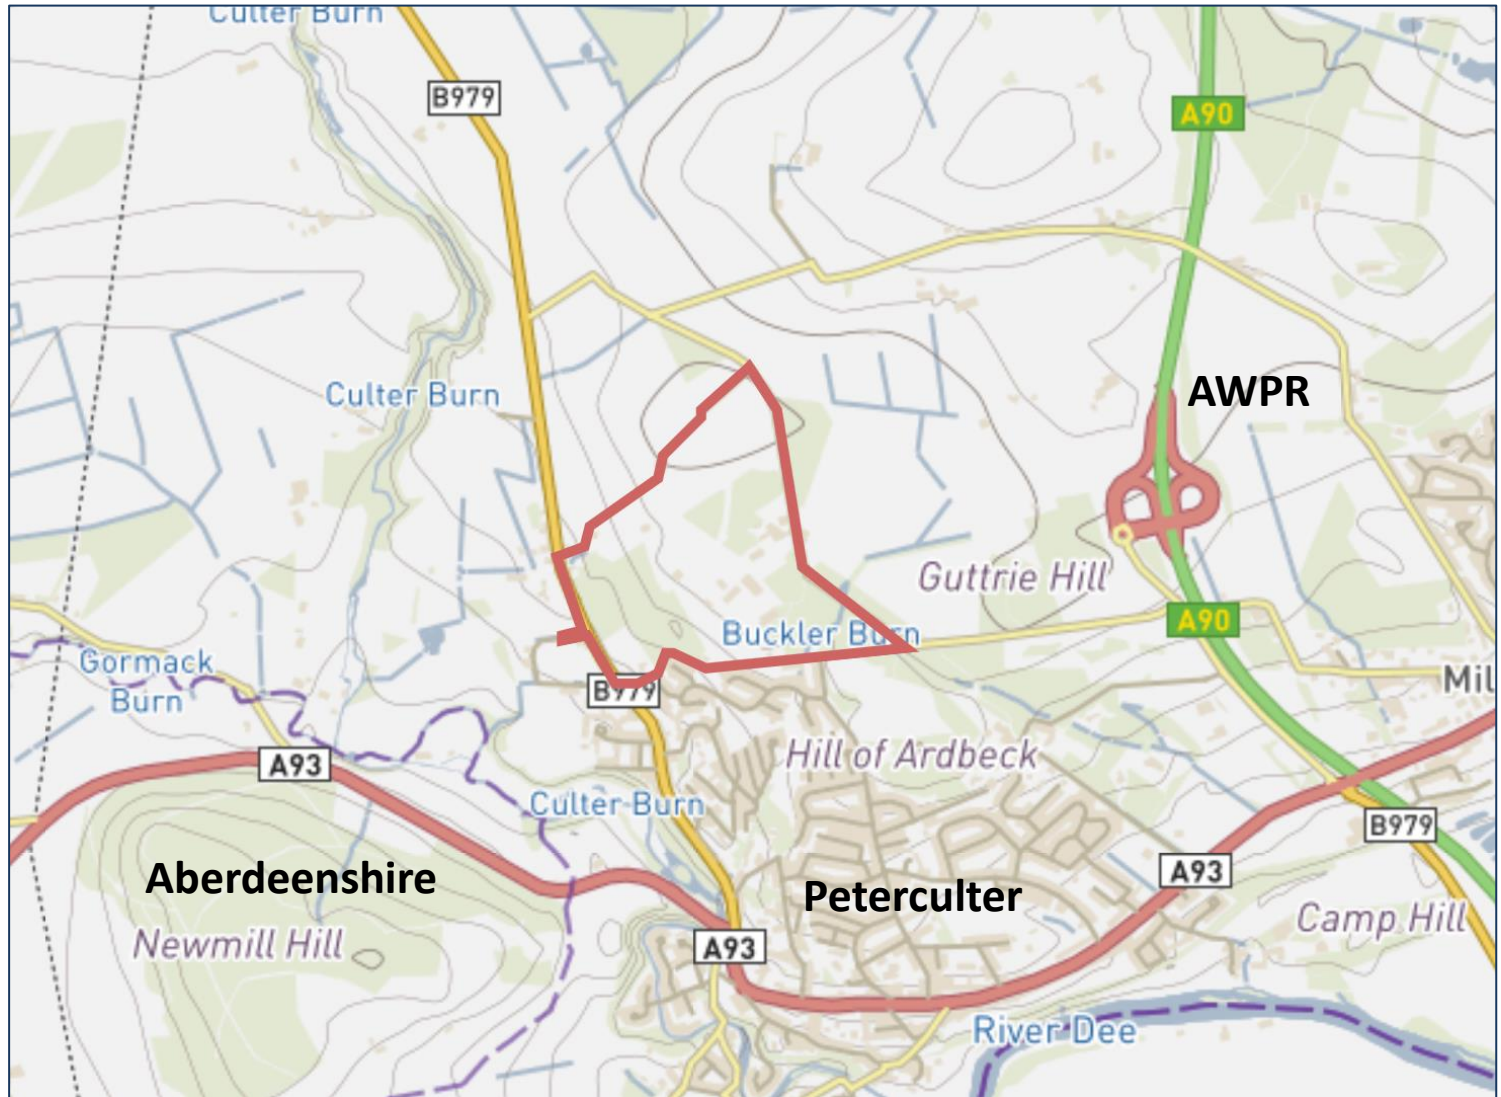 Culter Burn
B979
A90
AWPR
Culter Burn
Guttrie Hill
A90
Buckler Burn
Gormack
Burn
B979
Mil
Hill of Ardbeck
A93
Culter Burn
B979
Aberdeenshire
Peterculter
A93
Camp Hill
Newmill Hill
A93
River Dee